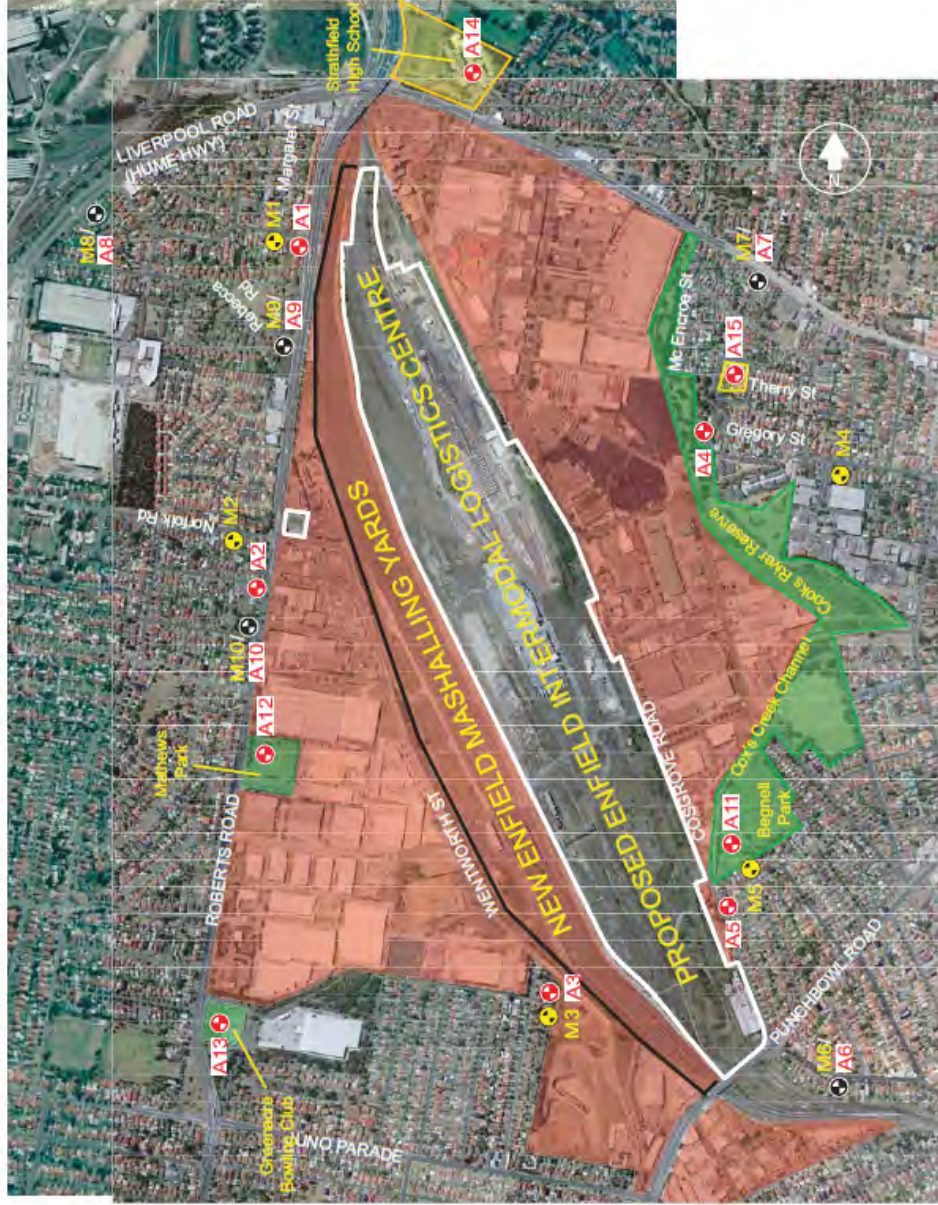 Strathfield
High School
A14
LIVERPOOL ROAD
(HUME HWY)
Margaret St
M8/
A8
M1
A1
Rebecca
Rd
M9/
A9
N
M7/
A7
Mc Encroe St
A15
Therry St
Gregory St
A4
M4
Cooks River Reserve
Norfolk Rd
M2
A2
M10/
A10
A12
Mathews
Park
NEW ENFIELD MASHALLING YARDS
PROPOSED ENFIELD INTERMODAL LOGISTICS CENTRE
WENTWORTH ST
COSGROVE ROAD
Cox's Creek Channel
A11
Begnell
Park
M5
A5
ROBERTS ROAD
PUNCHBOWL ROAD
M3
A3
A13
Greenacre
Bowling Club
JUNO PARADE
M6/
A6